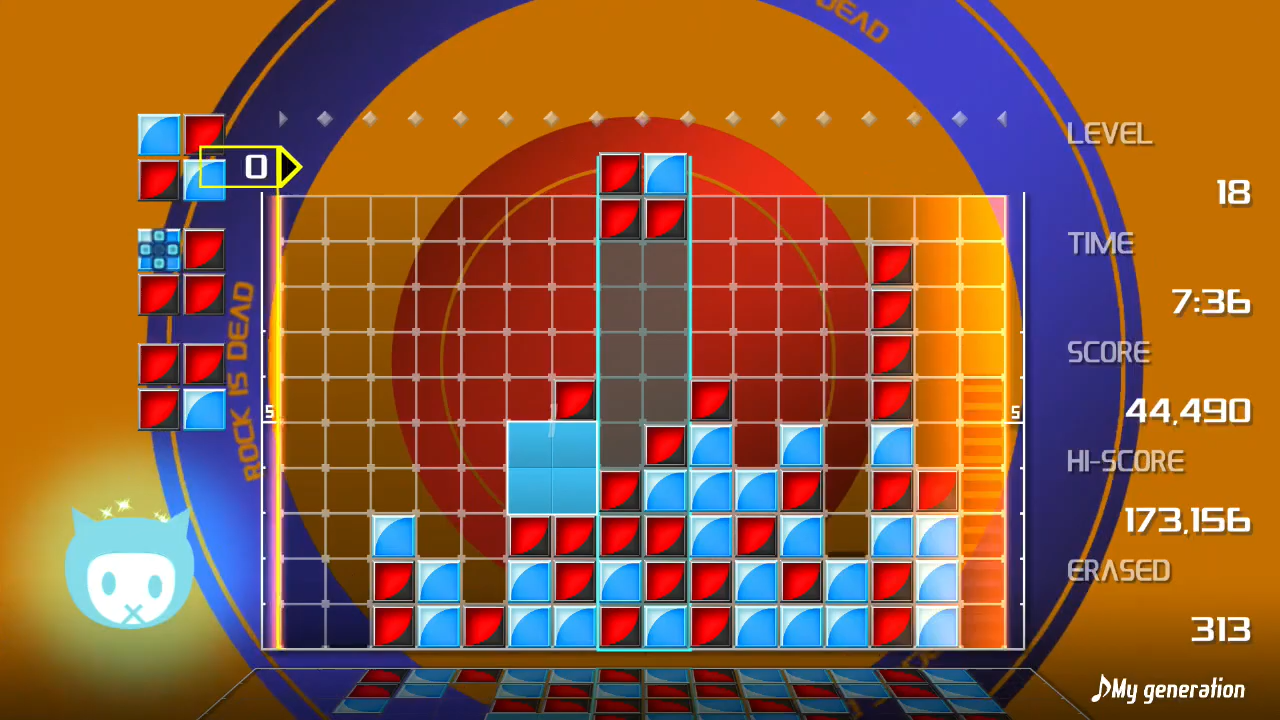 DEAD
0
ROCK IS DEAD
5
5
LEVEL
18
TIME
7:36
SCORE
44,490
HI-SCORE
173,156
ERASED
313
♪My generation